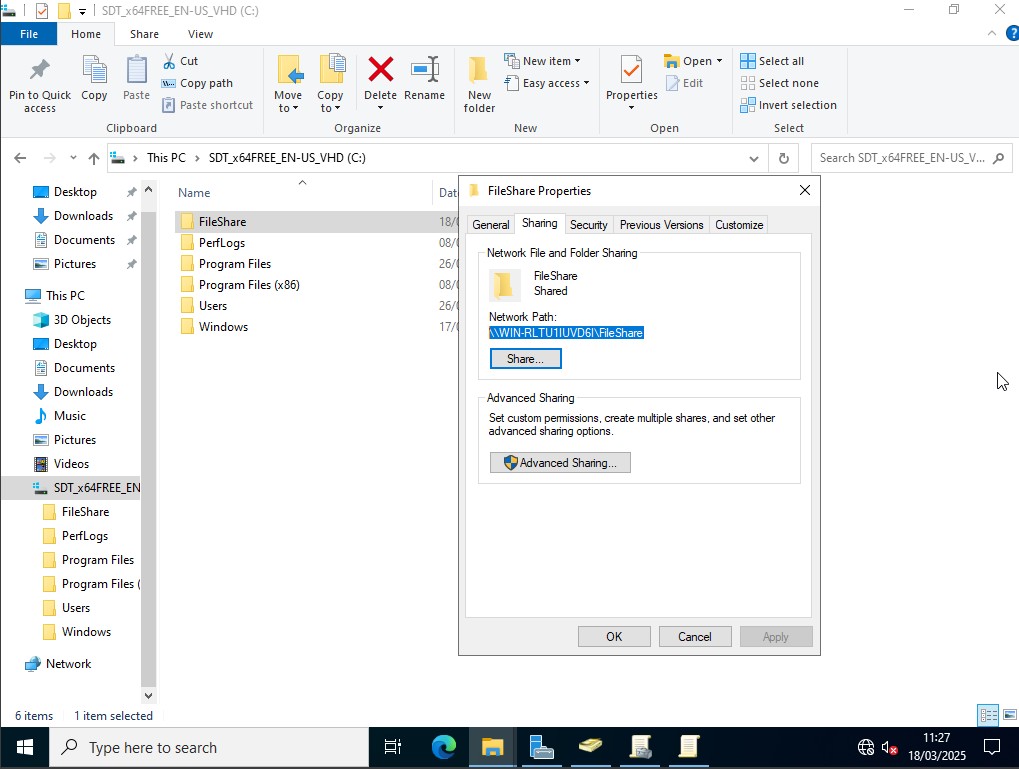 SDT_x64FREE_EN-US_VHD (C:)
File Home Share View
Pin to Quick access
Copy
Paste
Cut
Copy path
Paste shortcut
Clipboard
Move to
Copy to
Delete
Rename
Organize
New folder
New item
Easy access
New
Properties
Open
Edit
Open
Select all
Select none
Invert selection
Select
This PC > SDT_x64FREE_EN-US_VHD (C:)
Search SDT_x64FREE_EN-US_V...
Desktop
Downloads
Documents
Pictures
This PC
3D Objects
Desktop
Documents
Downloads
Music
Pictures
Videos
SDT_x64FREE_EN
FileShare
PerfLogs
Program Files
Program Files (
Users
Windows
Network
Name Dat
FileShare 18/0
PerfLogs 08/0
Program Files 26/0
Program Files (x86) 08/0
Users 26/0
Windows 17/0
FileShare Properties
General Sharing Security Previous Versions Customize
Network File and Folder Sharing
FileShare
Shared
Network Path:
\\WIN-RLTU1IUVD6I\FileShare
Share...
Advanced Sharing
Set custom permissions, create multiple shares, and set other
advanced sharing options.
Advanced Sharing...
OK Cancel Apply
6 items 1 item selected
Type here to search
11:27
18/03/2025